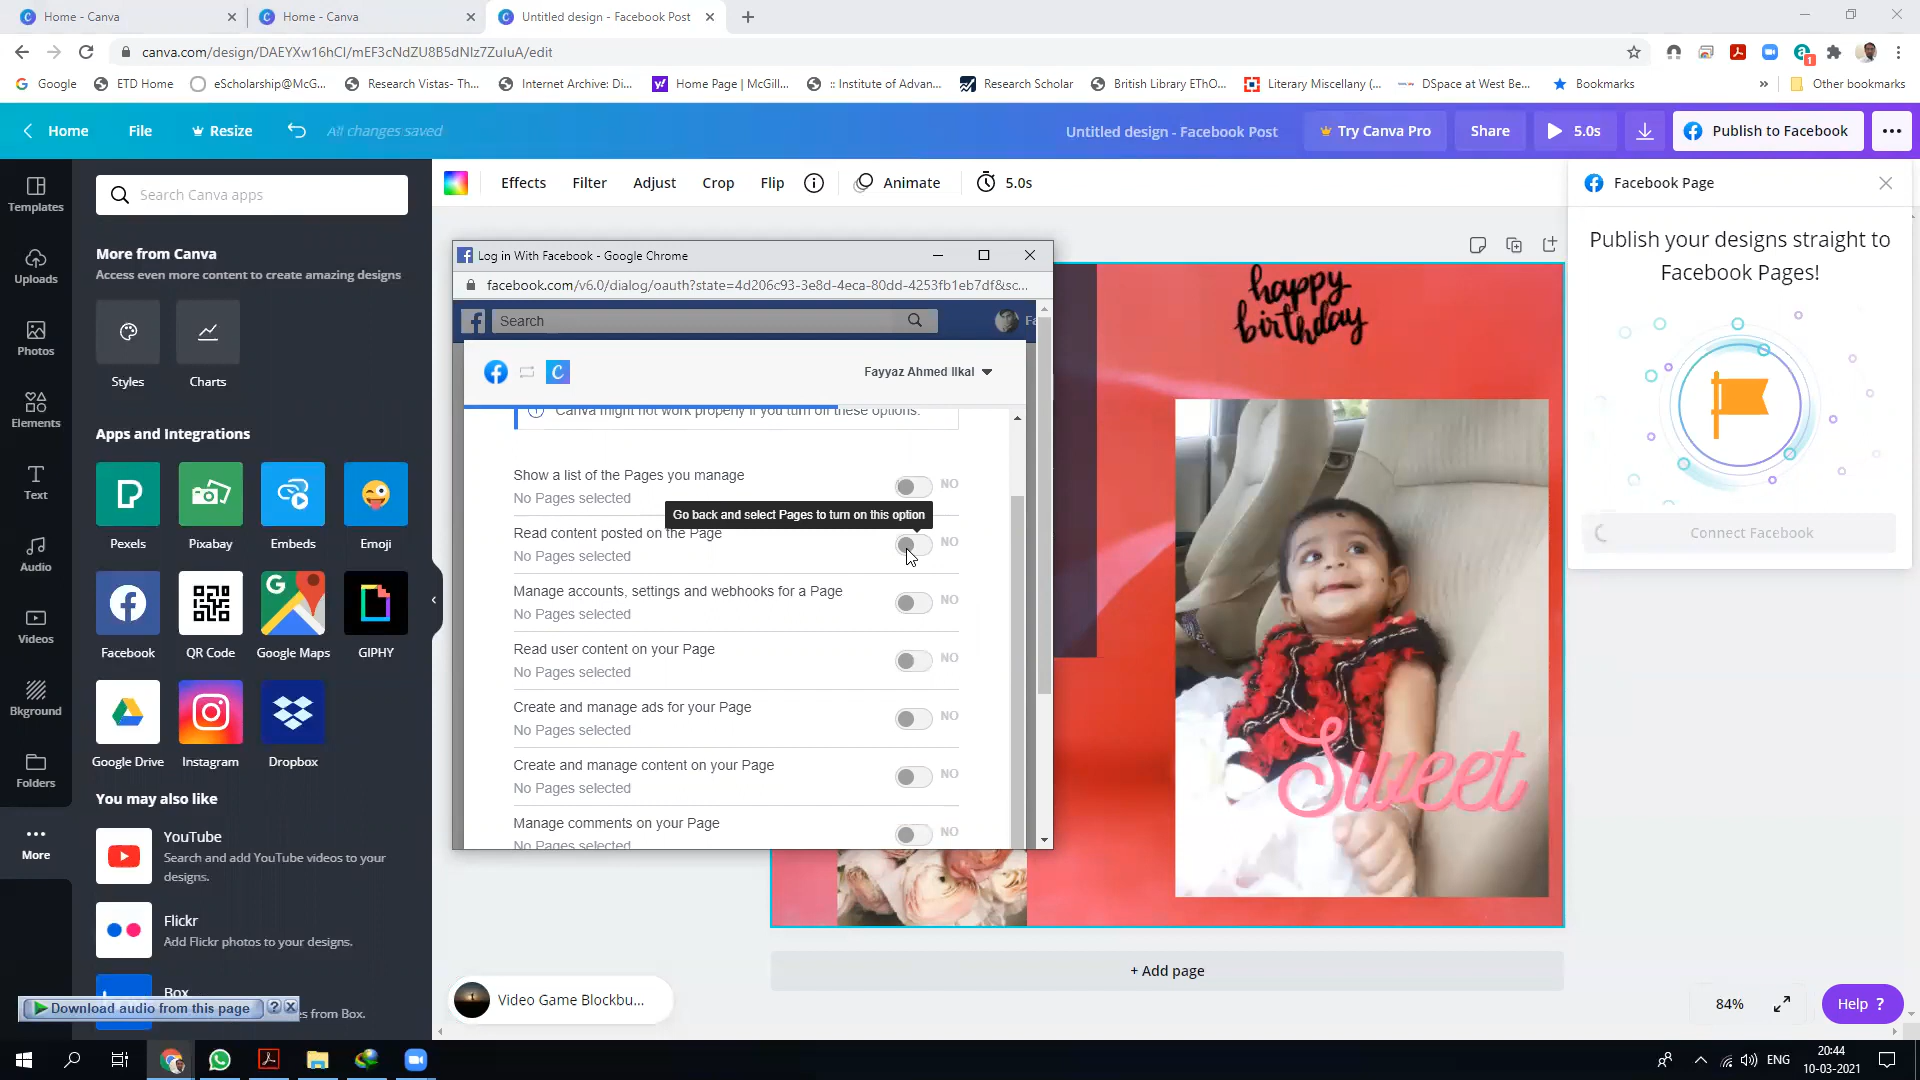 Home - Canva
Home - Canva
Untitled design - Facebook Post
canva.com/design/DAEYXw16hCI/mEF3cNdZU8B5dNlz7ZuluA/edit
Google
ETD Home
eScholarship@McG...
Research Vistas- Th...
Internet Archive: Di...
Home Page | McGill...
:: Institute of Advan...
Research Scholar
British Library EThO...
Literary Miscellany (...
DSpace at West Be...
Bookmarks
»
Other bookmarks
Home
File
Resize
All changes saved
Untitled design - Facebook Post
Try Canva Pro
Share
5.0s
Publish to Facebook
Templates
Uploads
Photos
Elements
Text
Audio
Videos
Bkground
Folders
More
Search Canva apps
More from Canva
Access even more content to create amazing designs
Styles
Charts
Apps and Integrations
Pexels
Pixabay
Embeds
Emoji
Facebook
QR Code
Google Maps
GIPHY
Google Drive
Instagram
Dropbox
You may also like
YouTube
Search and add YouTube videos to your
designs.
Flickr
Add Flickr photos to your designs.
Box
s from Box.
Download audio from this page
Effects
Filter
Adjust
Crop
Flip
Animate
5.0s
Log in With Facebook - Google Chrome
facebook.com/v6.0/dialog/oauth?state=4d206c93-3e8d-4eca-80dd-4253fb1eb7df&sc...
Search
Fa
Fayyaz Ahmed Ilkal
Canva might not work properly if you turn off these options.
Show a list of the Pages you manage
No Pages selected
NO
Go back and select Pages to turn on this option
Read content posted on the Page
No Pages selected
NO
Manage accounts, settings and webhooks for a Page
No Pages selected
NO
Read user content on your Page
No Pages selected
NO
Create and manage ads for your Page
No Pages selected
NO
Create and manage content on your Page
No Pages selected
NO
Manage comments on your Page
No Pages selected
NO
happy
birthday
Sweet
+ Add page
Video Game Blockbu...
Facebook Page
Publish your designs straight to
Facebook Pages!
Connect Facebook
84%
Help ?
ENG
20:44
10-03-2021